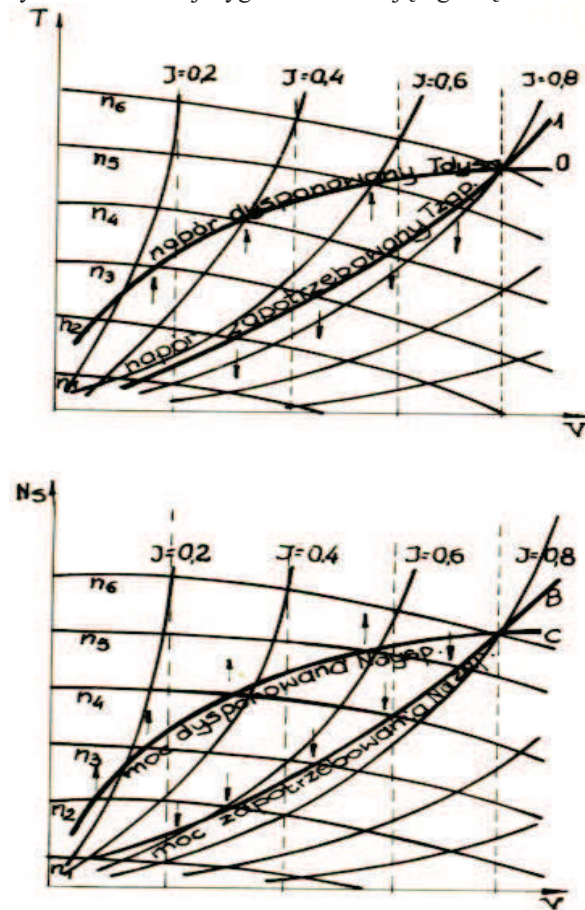 T
J=0,2 J=0,4 J=0,6 J=0,8
A
n6
n5
O
napór dysponowany Tdysp.
n4
napór zapotrzebowany Tzap.
n3
n2
n1
V
Ns
J=0,2 J=0,4 J=0,6 J=0,8
n6
B
n5
C
moc dysponowana Ndysp.
n4
moc zapotrzebowania Nzap.
n3
n2
n1
V